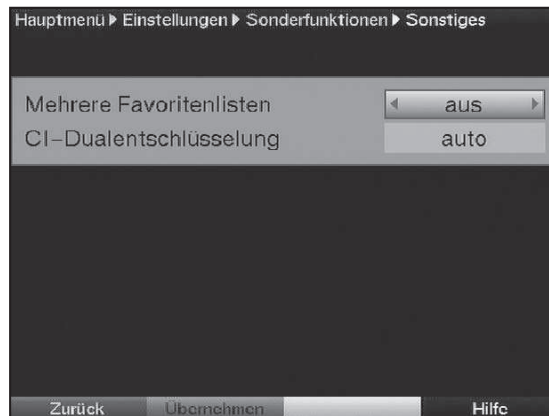 Hauptmenü ▶ Einstellungen ▶ Sonderfunktionen ▶ Sonstiges
Mehrere Favoritenlisten ◀ aus ▶
CI-Dualentschlüsselung auto
Zurück Übernehmen Hilfe